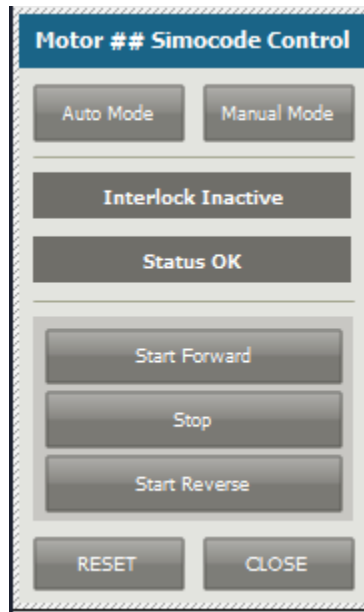 Motor ## Simocode Control
Auto Mode Manual Mode
Interlock Inactive
Status OK
Start Forward
Stop
Start Reverse
RESET CLOSE